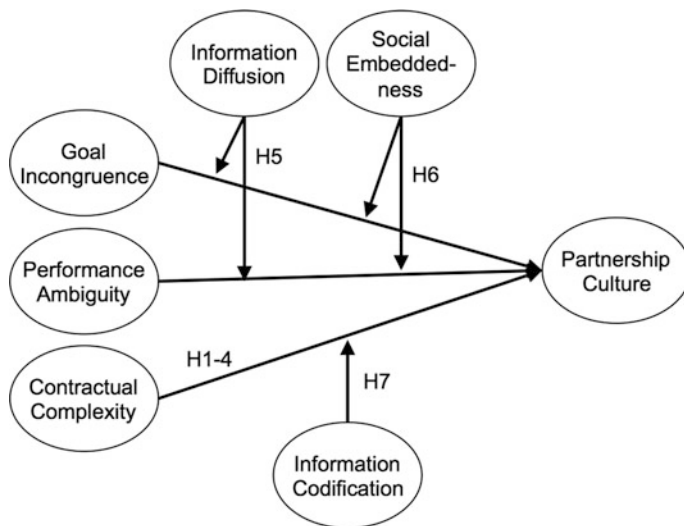 Information
Diffusion
Social
Embedded-
ness
Goal
Incongruence
H5
H6
Performance
Ambiguity
Partnership
Culture
H1-4
Contractual
Complexity
H7
Information
Codification